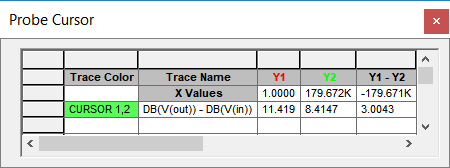 Probe Cursor
Trace Color Trace Name Y1 Y2 Y1 - Y2
X Values 1.0000 179.672K -179.671K
CURSOR 1,2 DB(V(out)) - DB(V(in)) 11.419 8.4147 3.0043